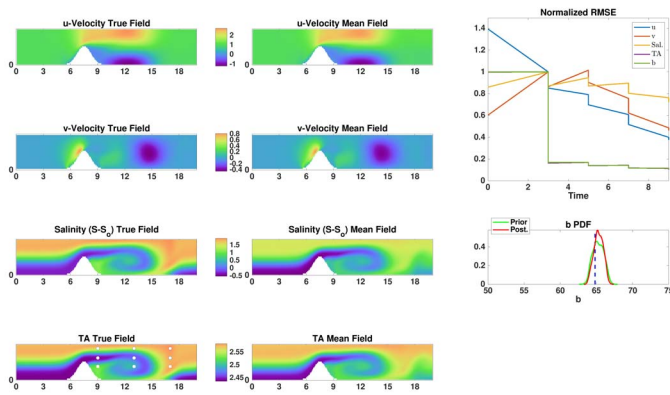 u-Velocity True Field
0 3 6 9 12 15 18
0
2
1
0
-1
u-Velocity Mean Field
0 3 6 9 12 15 18
v-Velocity True Field
0 3 6 9 12 15 18
0
0.8
0.6
0.4
0.2
0
-0.2
-0.4
v-Velocity Mean Field
0 3 6 9 12 15 18
Salinity (S-So) True Field
0 3 6 9 12 15 18
0
1.5
1
0.5
0
-0.5
Salinity (S-So) Mean Field
0 3 6 9 12 15 18
TA True Field
0 3 6 9 12 15 18
0
2.55
2.5
2.45
TA Mean Field
0 3 6 9 12 15 18
Normalized RMSE
1.4
1.2
1
0.8
0.6
0.4
0.2
0
0 2 4 6 8
Time
u
v
Sal.
TA
b
b PDF
Prior
Post.
0.4
0.2
0
50 55 60 65 70 75
b